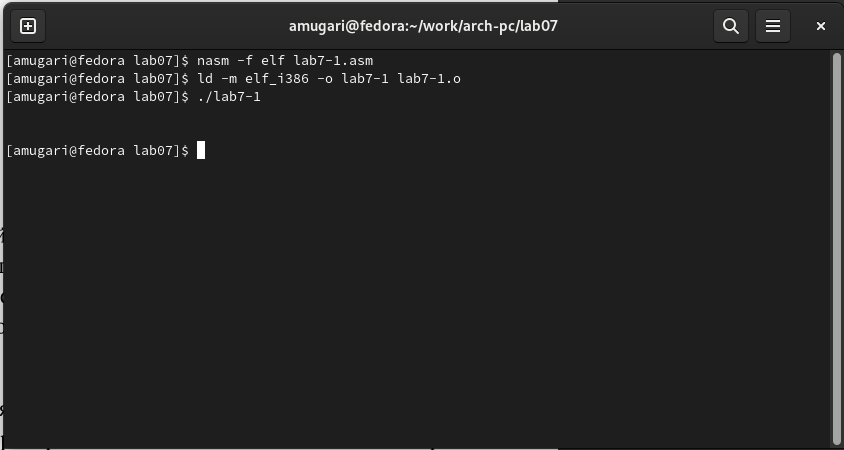 amugari@fedora:~/work/arch-pc/lab07
[amugari@fedora lab07]$ nasm -f elf lab7-1.asm
[amugari@fedora lab07]$ ld -m elf_i386 -o lab7-1 lab7-1.o
[amugari@fedora lab07]$ ./lab7-1
[amugari@fedora lab07]$